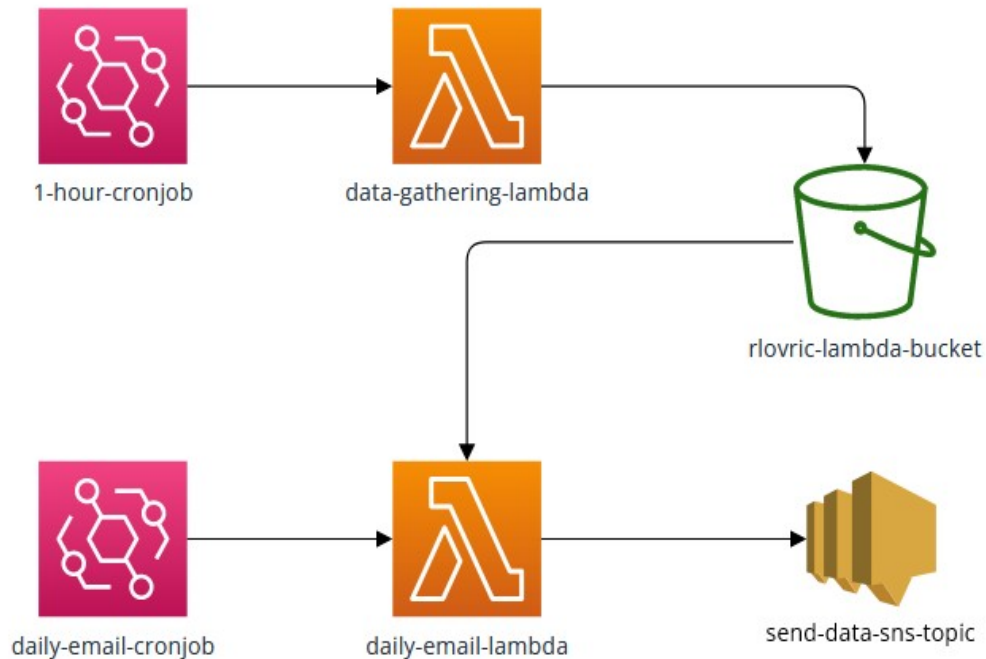 1-hour-cronjob
data-gathering-lambda
rlovric-lambda-bucket
daily-email-cronjob
daily-email-lambda
send-data-sns-topic